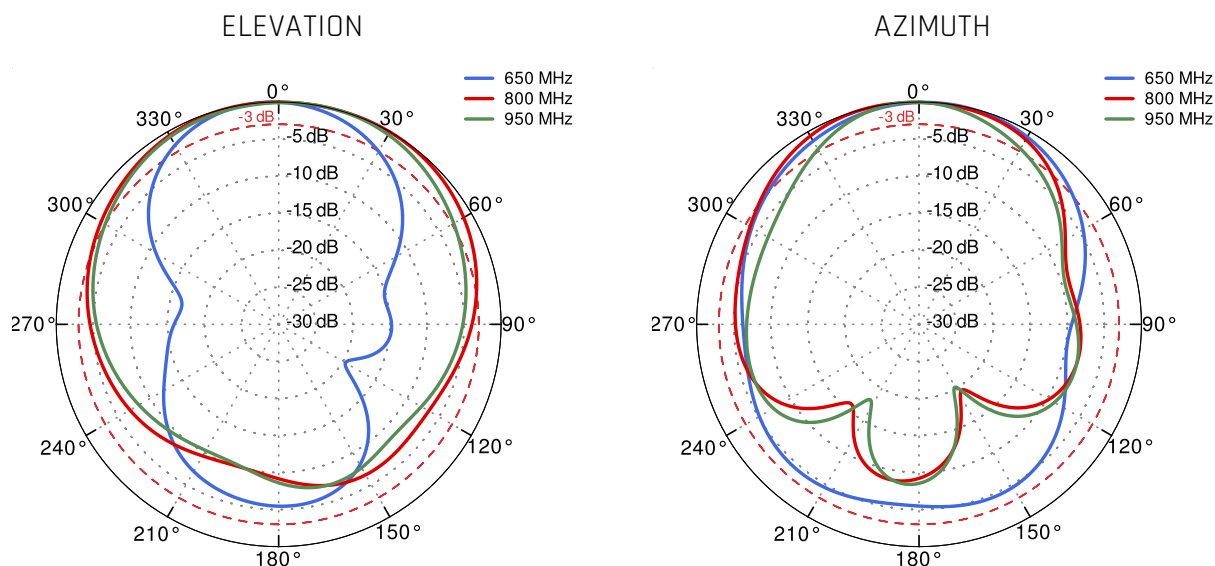 ELEVATION
650 MHz
800 MHz
950 MHz
0°
30°
60°
90°
120°
150°
180°
210°
240°
270°
300°
330°
-3 dB
-5 dB
-10 dB
-15 dB
-20 dB
-25 dB
-30 dB
AZIMUTH
650 MHz
800 MHz
950 MHz
0°
30°
60°
90°
120°
150°
180°
210°
240°
270°
300°
330°
-3 dB
-5 dB
-10 dB
-15 dB
-20 dB
-25 dB
-30 dB